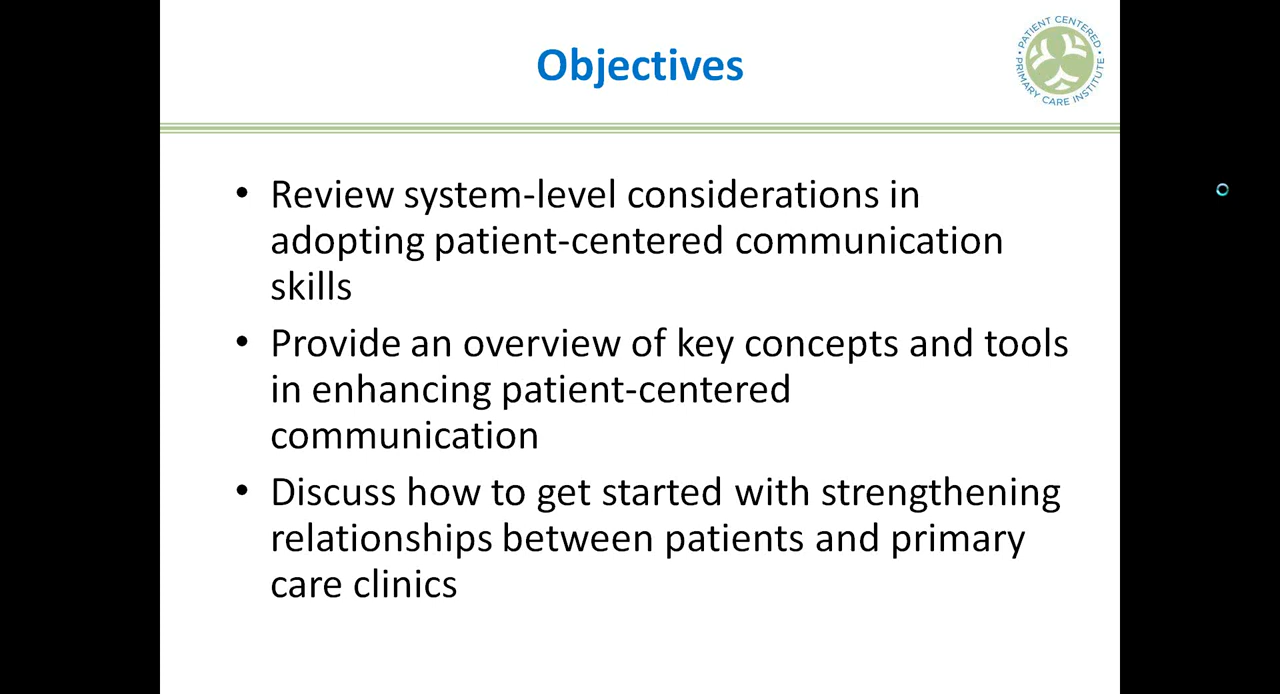 Objectives
PATIENT CENTERED
PRIMARY CARE INSTITUTE
• Review system-level considerations in
adopting patient-centered communication
skills
• Provide an overview of key concepts and tools
in enhancing patient-centered
communication
• Discuss how to get started with strengthening
relationships between patients and primary
care clinics